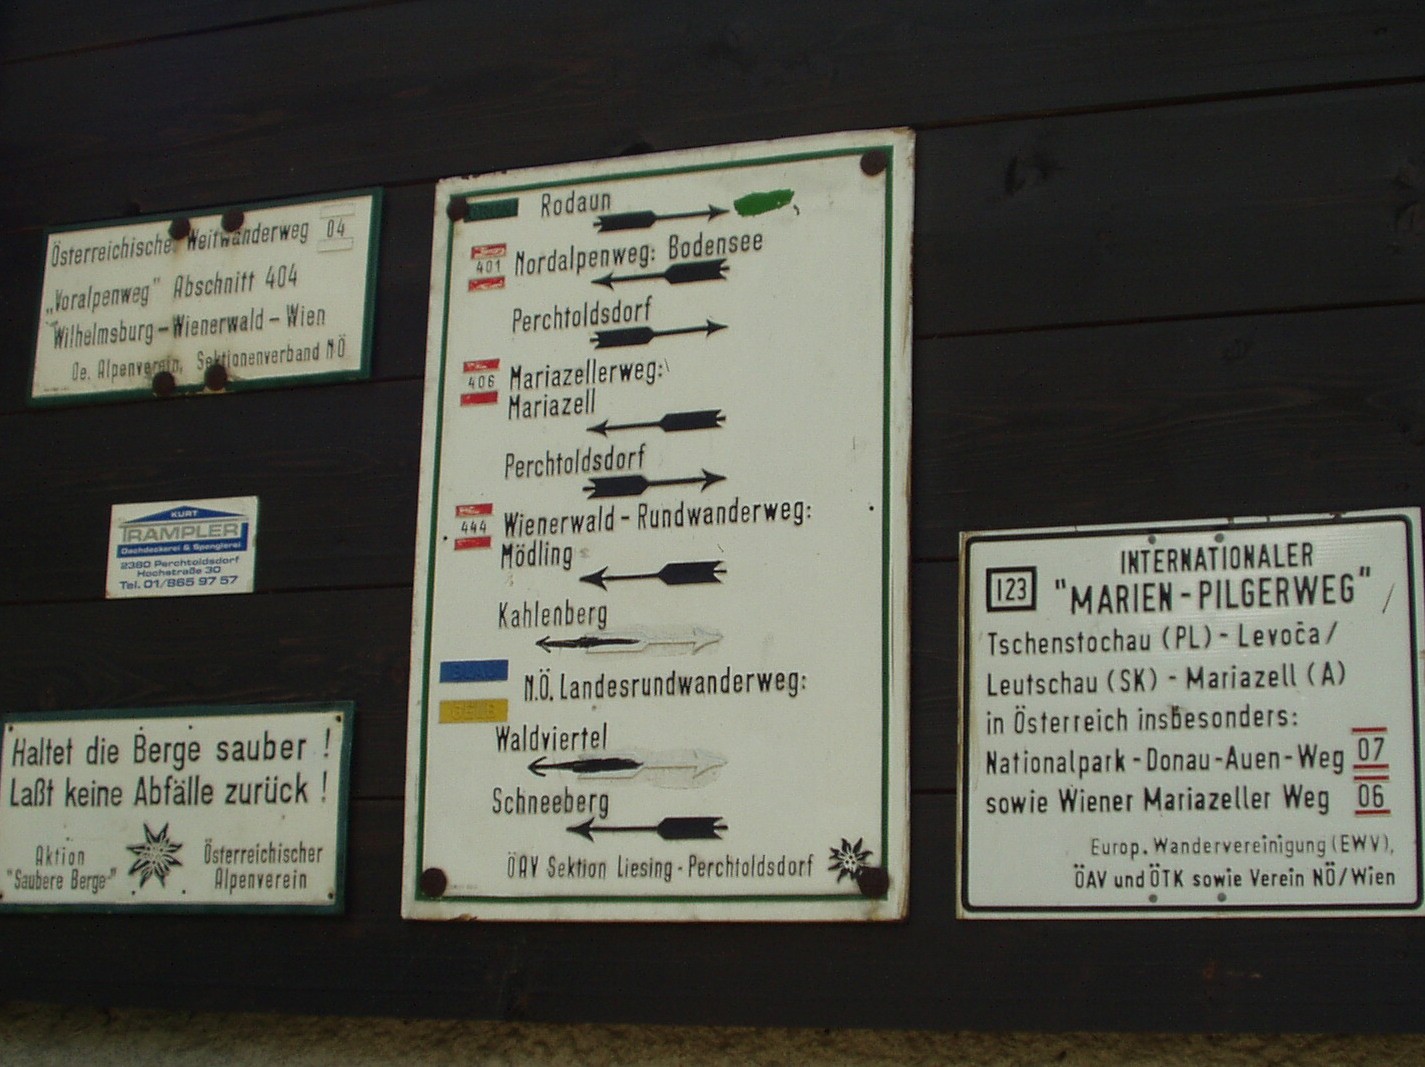 Österreichische Weitwanderweg 04
„Voralpenweg" Abschnitt 404
Wilhelmsburg - Wienerwald - Wien
Oe. Alpenverein, Sektionenverband NÖ
KURT
TRAMPLER
Dachdeckerei & Spenglerei
2380 Perchtoldsdorf
Hochstraße 30
Tel. 01/865 97 57
Haltet die Berge sauber !
Laßt keine Abfälle zurück !
Aktion
"Saubere Berge"
Österreichischer
Alpenverein
GRÜN Rodaun
401 Nordalpenweg: Bodensee
Perchtoldsdorf
406 Mariazellerweg:
Mariazell
Perchtoldsdorf
444 Wienerwald - Rundwanderweg:
Mödling
Kahlenberg
BLAU
N.Ö. Landesrundwanderweg:
GELB
Waldviertel
Schneeberg
ÖAV Sektion Liesing - Perchtoldsdorf
123 INTERNATIONALER
"MARIEN - PILGERWEG"
Tschenstochau (PL) - Levoča/
Leutschau (SK) - Mariazell (A)
in Österreich insbesonders:
Nationalpark - Donau - Auen - Weg 07
sowie Wiener Mariazeller Weg 06
Europ. Wandervereinigung (EWV),
ÖAV und ÖTK sowie Verein NÖ/Wien